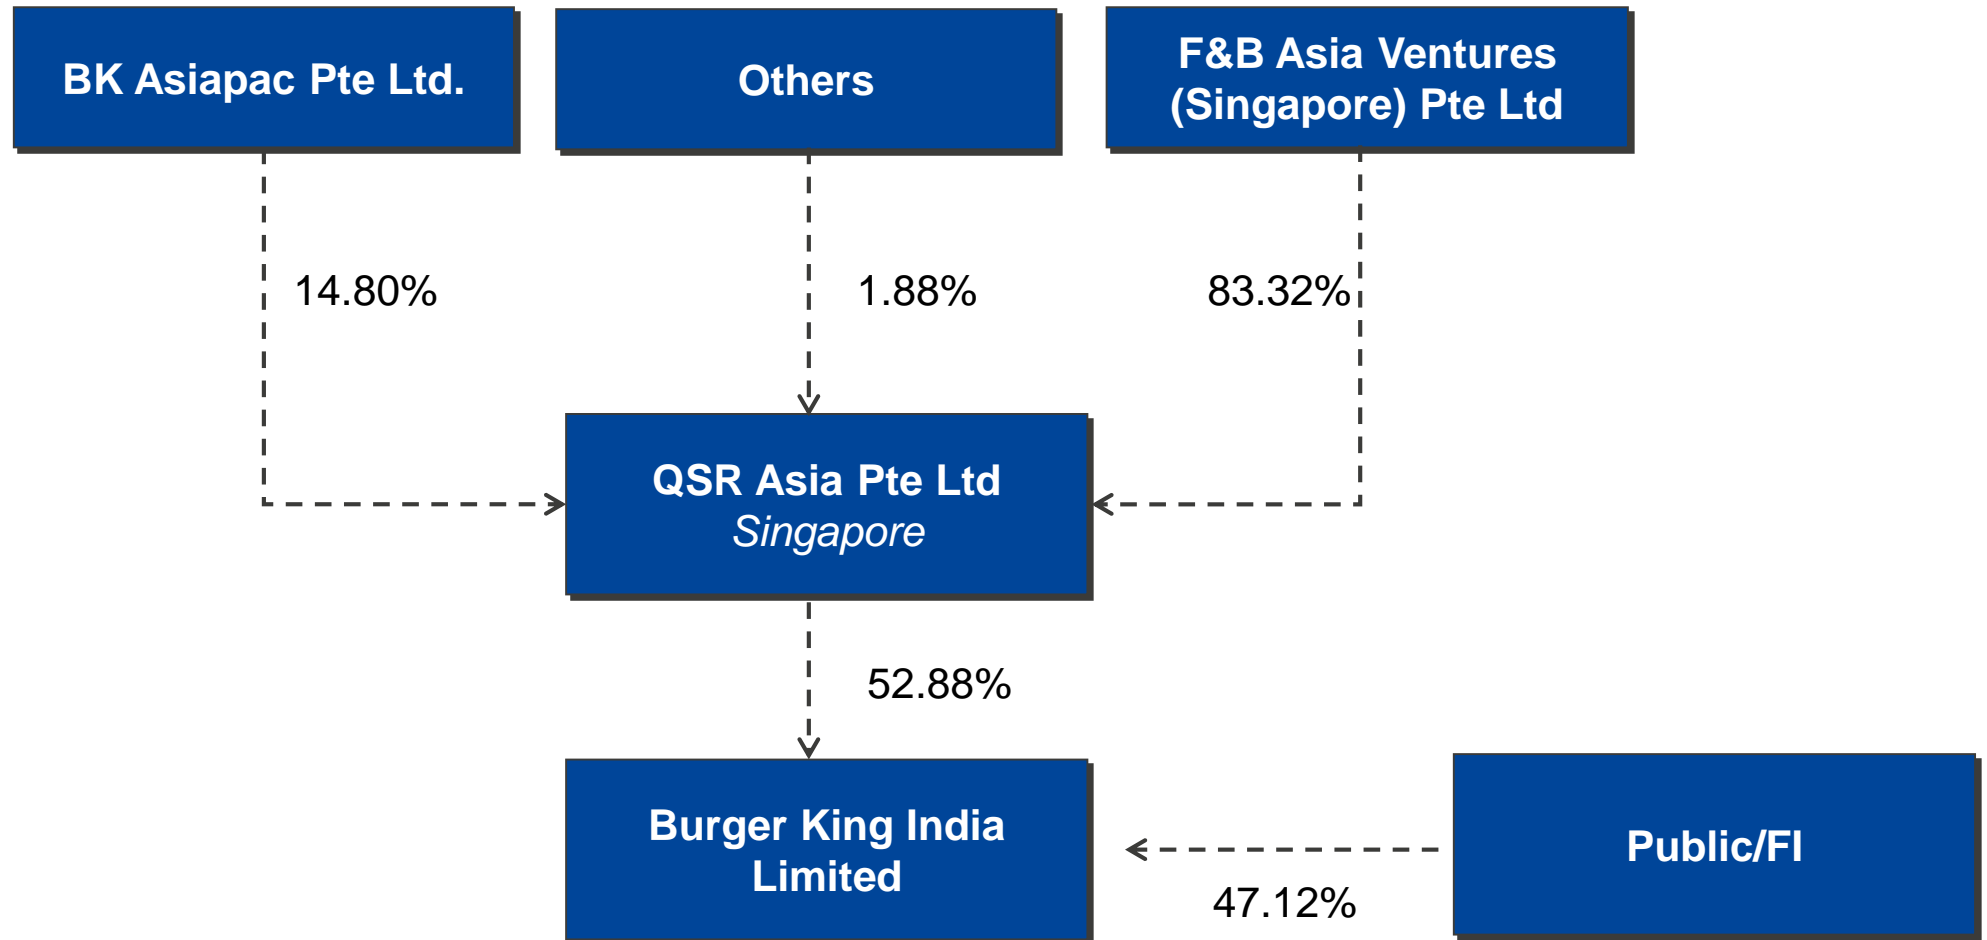 BK Asiapac Pte Ltd.
Others
F&B Asia Ventures
(Singapore) Pte Ltd
14.80%
1.88%
83.32%
QSR Asia Pte Ltd
Singapore
52.88%
Burger King India
Limited
Public/FI
47.12%